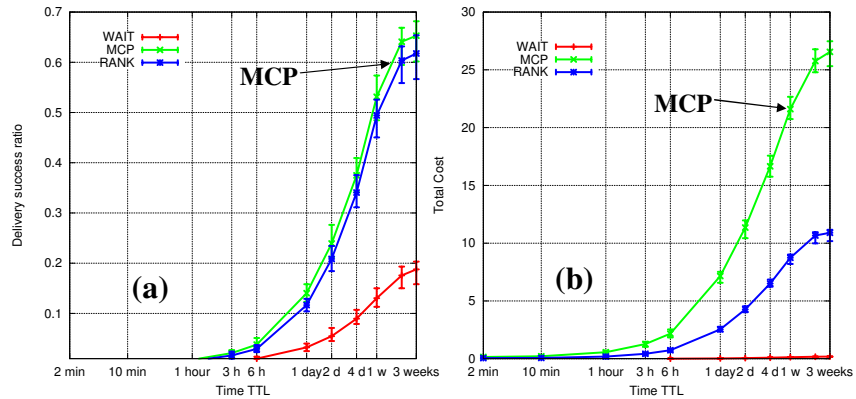 0.7
0.6
0.5
0.4
0.3
0.2
0.1
Delivery success ratio
WAIT
MCP
RANK
MCP
(a)
2 min 10 min 1 hour 3 h 6 h 1 day 2 d 4 d 1 w 3 weeks
Time TTL
30
25
20
15
10
5
0
Total Cost
WAIT
MCP
RANK
MCP
(b)
2 min 10 min 1 hour 3 h 6 h 1 day 2 d 4 d 1 w 3 weeks
Time TTL